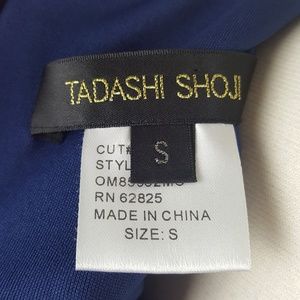 TADASHI SHOJI
S
CUT#
STYL
RN 62825
MADE IN CHINA
SIZE: S